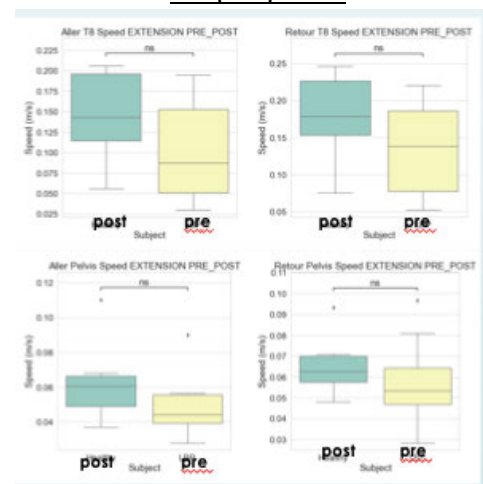 Aller T8 Speed EXTENSION PRE_POST
ns
0.225
0.200
0.175
0.150
0.125
0.100
0.075
0.050
0.025
Speed (m/s)
post pre
Subject
Retour T8 Speed EXTENSION PRE_POST
ns
0.25
0.20
0.15
0.10
0.05
Speed (m/s)
post pre
Subject
Aller Pelvis Speed EXTENSION PRE_POST
0.12
ns
0.10
0.08
0.06
0.04
Speed (m/s)
post pre
Subject
Retour Pelvis Speed EXTENSION PRE_POST
0.11
ns
0.10
0.09
0.08
0.07
0.06
0.05
0.04
0.03
Speed (m/s)
post pre
Subject